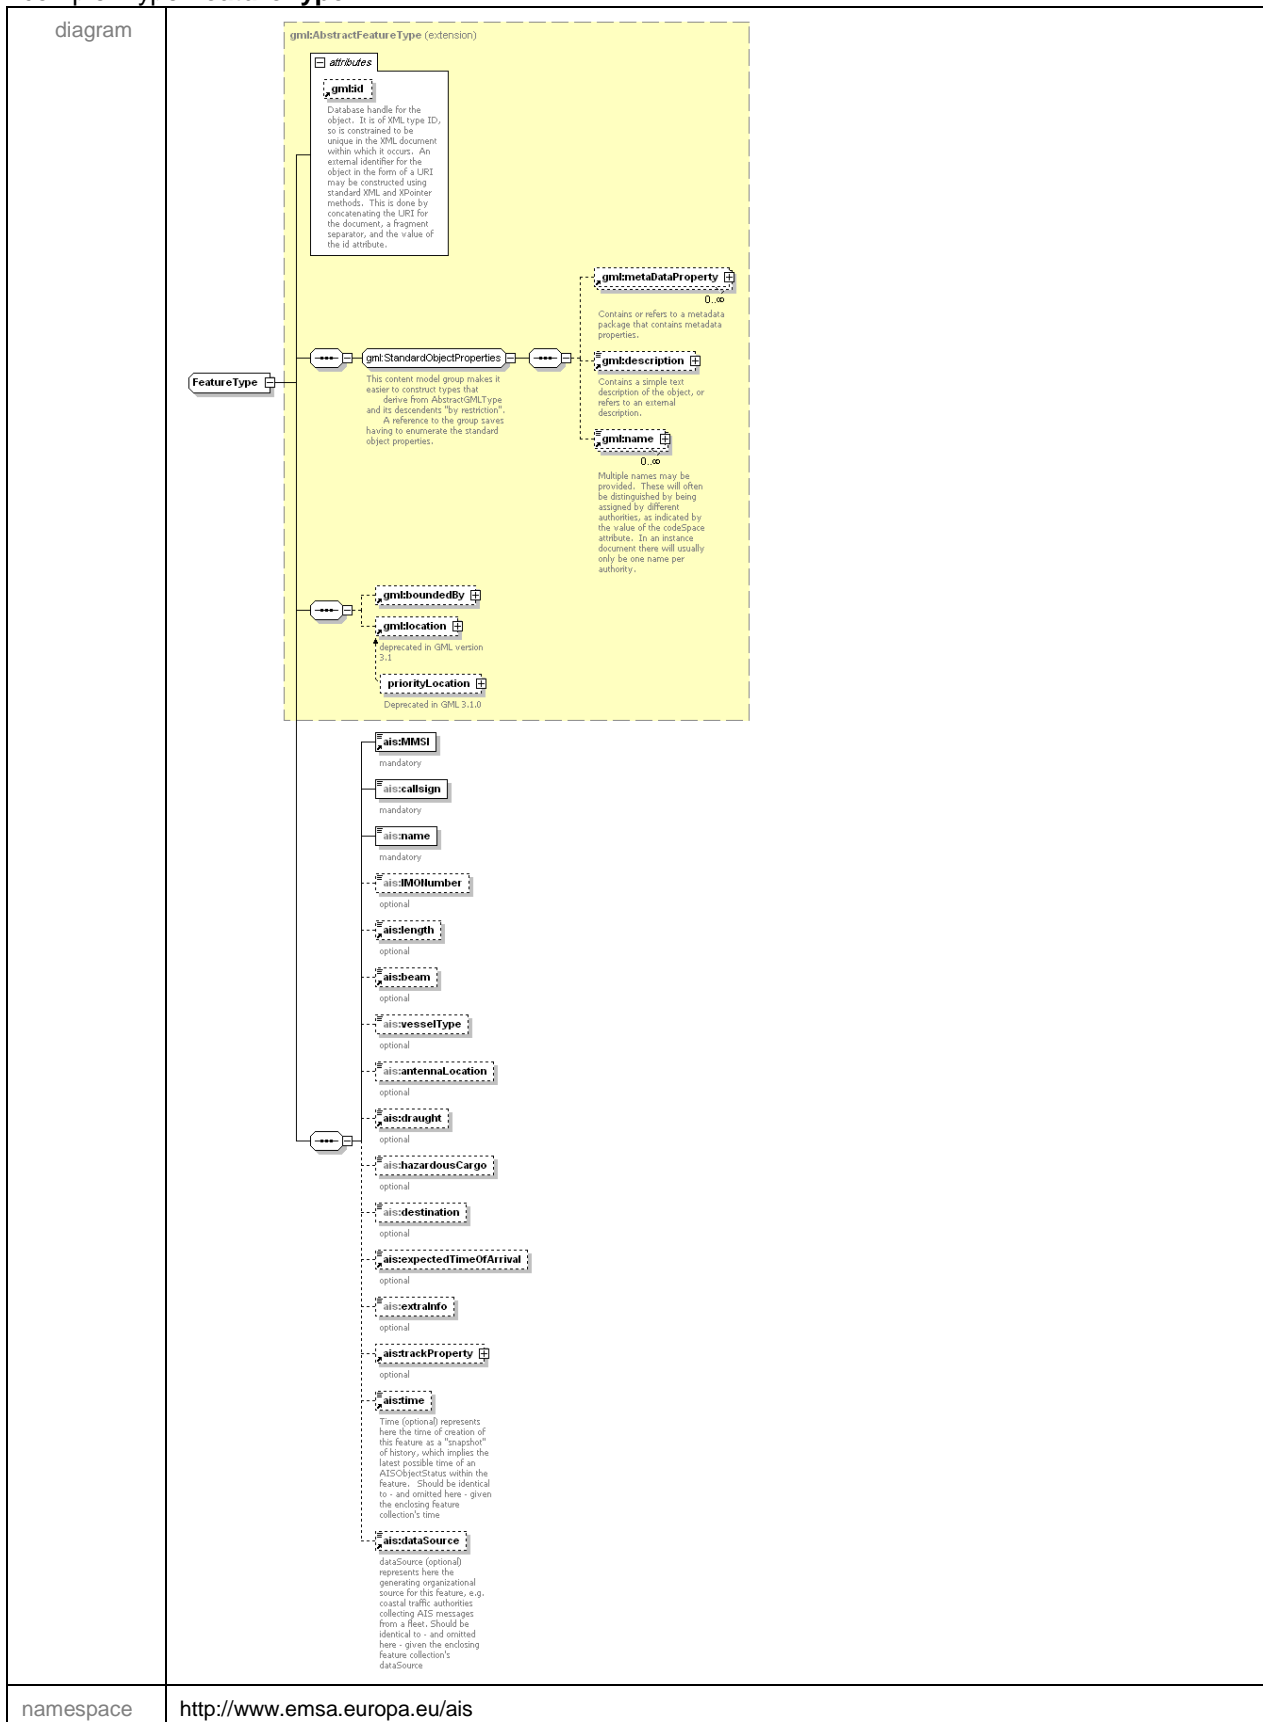 diagram
gml:AbstractFeatureType (extension)
attributes
gml:id
Database handle for the
object. It is of XML type ID,
so is constrained to be
unique in the XML document
within which it occurs. An
external identifier for the
object in the form of a URI
may be constructed using
standard XML and XPointer
methods. This is done by
concatenating the URI for
the document, a fragment
separator, and the value of
the id attribute.
gml:metaDataProperty
0..∞
Contains or refers to a metadata
package that contains metadata
properties.
gml:StandardObjectProperties
This content model group makes it
easier to construct types that
derive from AbstractGMLType
and its descendents "by restriction".
A reference to the group saves
having to enumerate the standard
object properties.
gml:description
Contains a simple text
description of the object, or
refers to an external
description.
FeatureType
gml:name
0..∞
Multiple names may be
provided. These will often
be distinguished by being
assigned by different
authorities, as indicated by
the value of the codeSpace
attribute. In an instance
document there will usually
only be one name per
authority.
gml:boundedBy
gml:location
deprecated in GML version
3.1
priorityLocation
Deprecated in GML 3.1.0
ais:MMSI
mandatory
ais:callsign
mandatory
ais:name
mandatory
ais:IMONumber
optional
ais:length
optional
ais:beam
optional
ais:vesselType
optional
ais:antennaLocation
optional
ais:draught
optional
ais:hazardousCargo
optional
ais:destination
optional
ais:expectedTimeOfArrival
optional
ais:extraInfo
optional
ais:trackProperty
optional
ais:time
Time (optional) represents
here the time of creation of
this feature as a "snapshot"
of history, which implies the
latest possible time of an
AISObjectStatus within the
feature. Should be identical
to - and omitted here - given
the enclosing feature
collection's time
ais:dataSource
dataSource (optional)
represents here the
generating organizational
source for this feature, e.g.
coastal traffic authorities
collecting AIS messages
from a fleet. Should be
identical to - and omitted
here - given the enclosing
feature collection's
dataSource
namespace http://www.emsa.europa.eu/ais